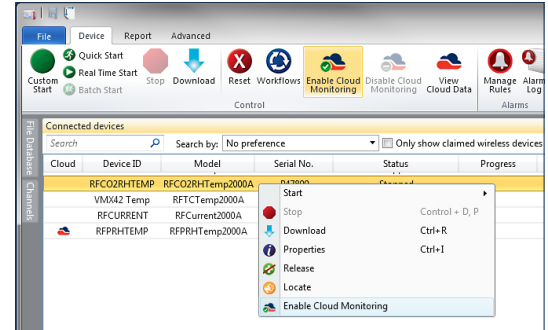 File Device Report Advanced
Custom Start
Quick Start
Real Time Start
Batch Start
Stop
Download
Reset
Workflows
Enable Cloud Monitoring
Disable Cloud Monitoring
View Cloud Data
Manage Rules
Alarm Log
Control
Alarms
File Database
Channels
Connected devices
Search Search by: No preference Only show claimed wireless devices
Cloud Device ID Model Serial No. Status Progress
RFCO2RHTEMP RFCO2RHTemp2000A P47800 Stopped
VMX42 Temp RFTCTemp2000A
RFCURRENT RFCurrent2000A
RFPRHTEMP RFPRHTemp2000A
Start
Stop Control + D, P
Download Ctrl+R
Properties Ctrl+I
Release
Locate
Enable Cloud Monitoring